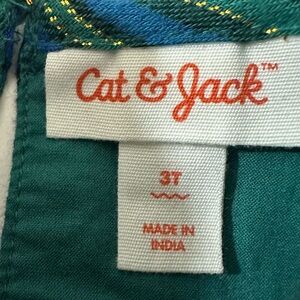 Cat & Jack™
3T
MADE IN
INDIA